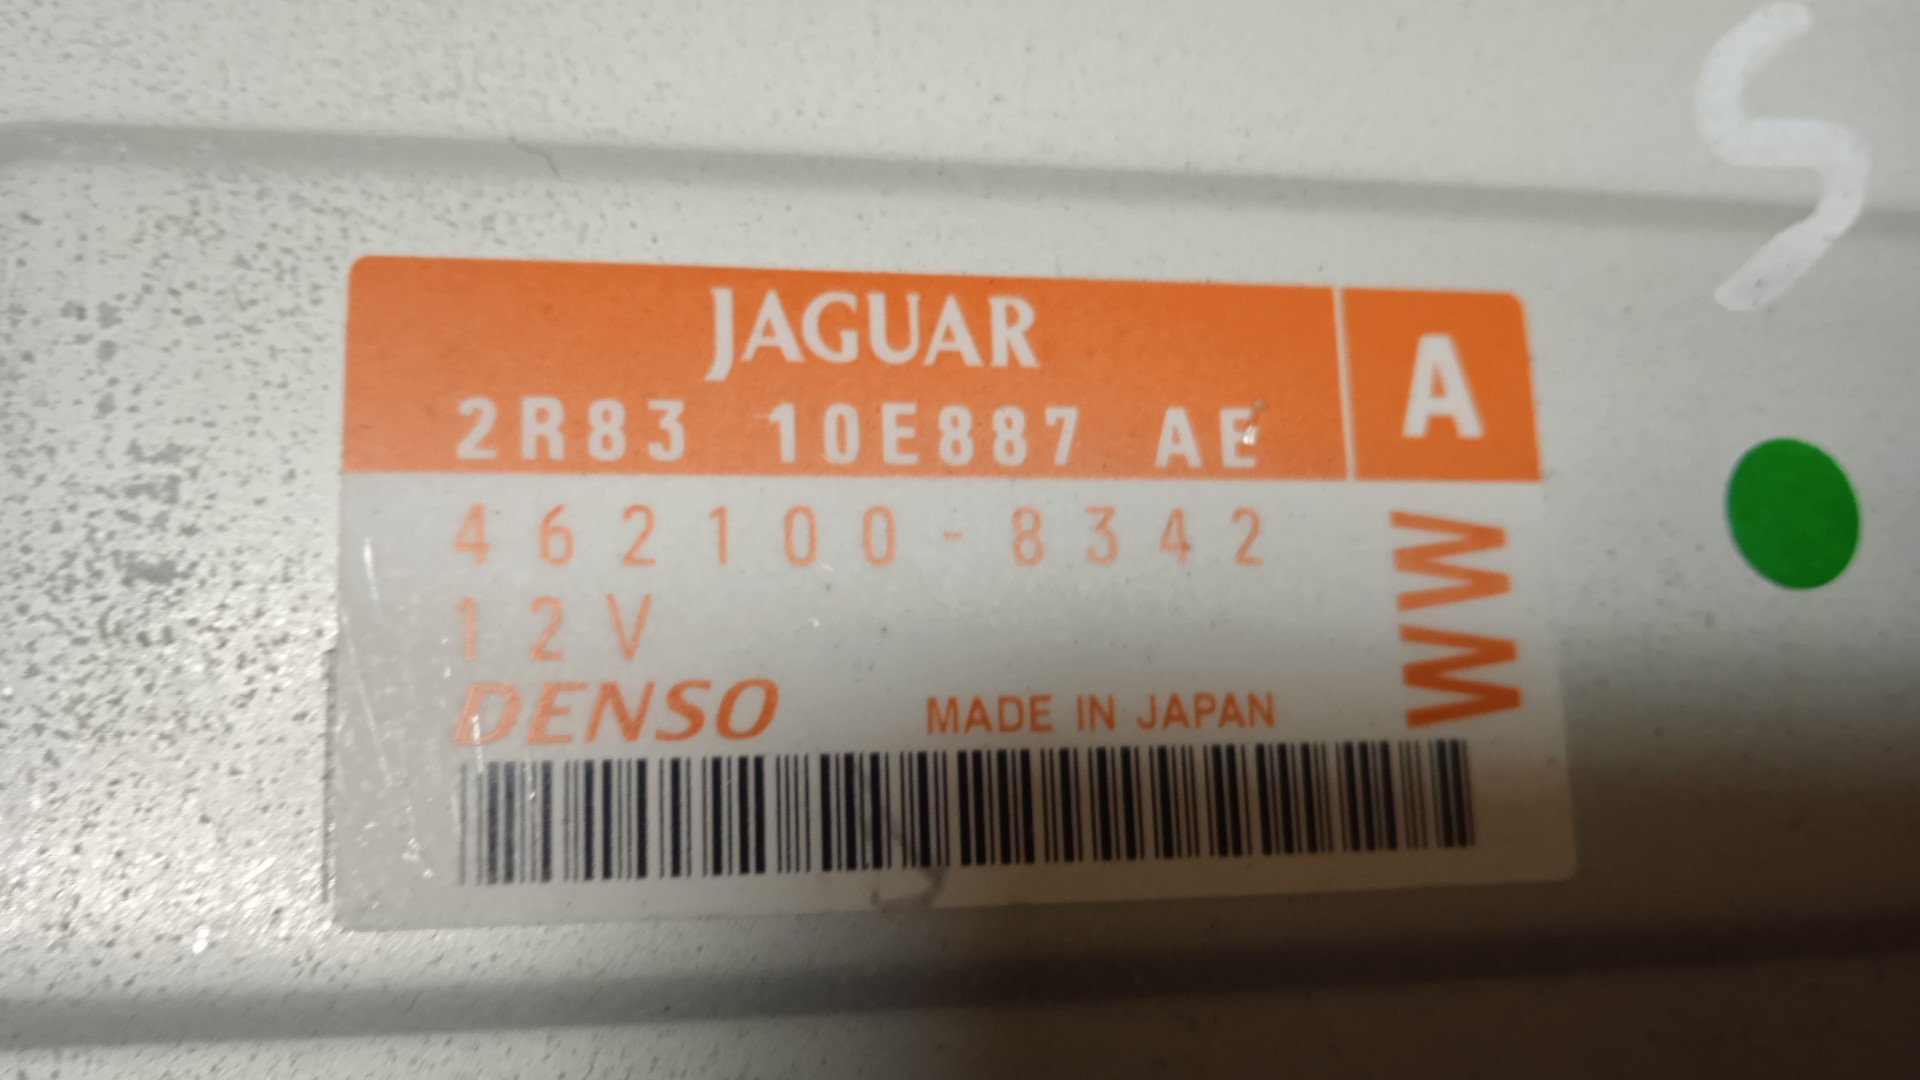 JAGUAR
2R83 10E887 AE
A
462100-8342
12V
WW
DENSO
MADE IN JAPAN
S